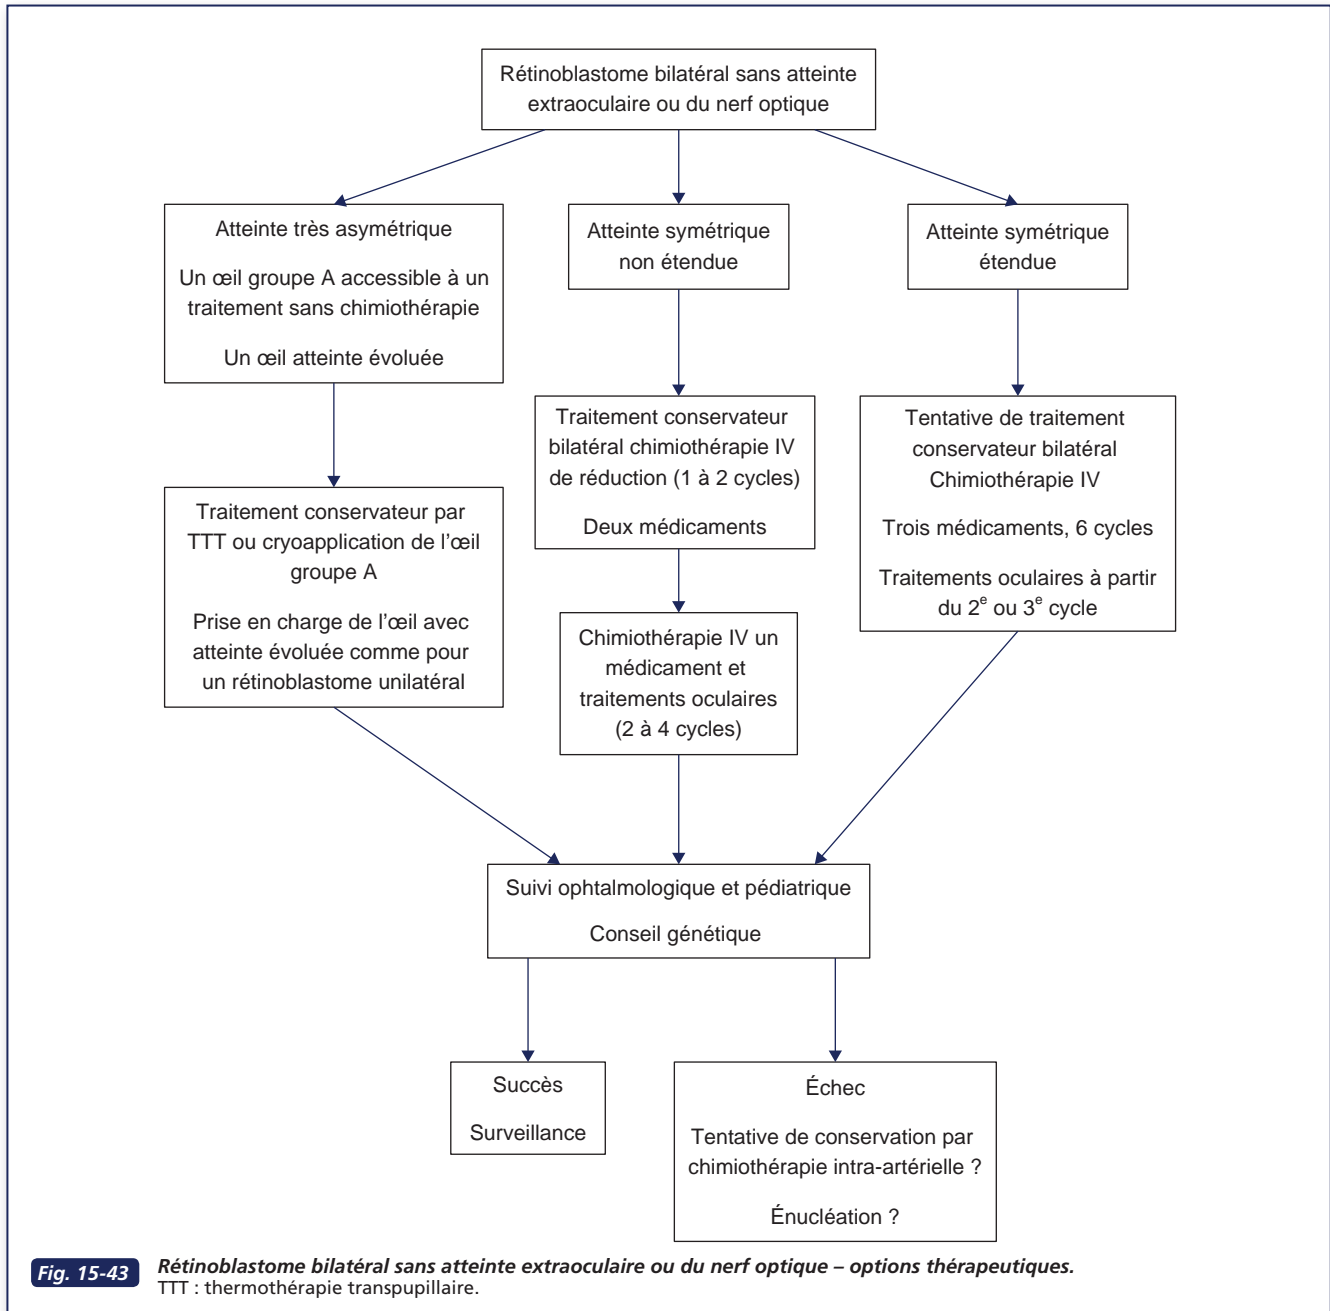 Rétinoblastome bilatéral sans atteinte
extraoculaire ou du nerf optique
Atteinte très asymétrique
Un œil groupe A accessible à un
traitement sans chimiothérapie
Un œil atteinte évoluée
Atteinte symétrique
non étendue
Atteinte symétrique
étendue
Traitement conservateur par
TTT ou cryoapplication de l’œil
groupe A
Prise en charge de l’œil avec
atteinte évoluée comme pour
un rétinoblastome unilatéral
Traitement conservateur
bilatéral chimiothérapie IV
de réduction (1 à 2 cycles)
Deux médicaments
Chimiothérapie IV un
médicament et
traitements oculaires
(2 à 4 cycles)
Tentative de traitement
conservateur bilatéral
Chimiothérapie IV
Trois médicaments, 6 cycles
Traitements oculaires à partir
du 2e ou 3e cycle
Suivi ophtalmologique et pédiatrique
Conseil génétique
Succès
Surveillance
Échec
Tentative de conservation par
chimiothérapie intra-artérielle ?
Énucléation ?
Fig. 15-43 Rétinoblastome bilatéral sans atteinte extraoculaire ou du nerf optique – options thérapeutiques.
TTT : thermothérapie transpupillaire.